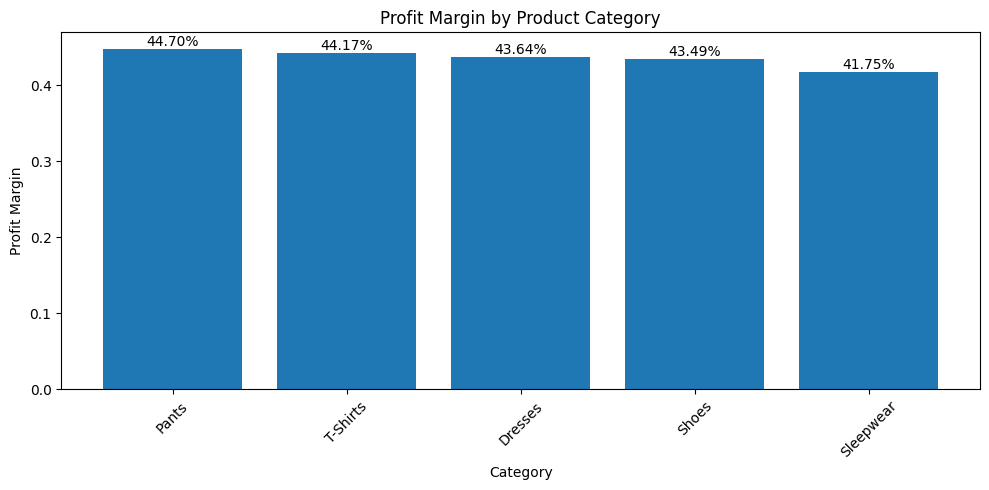 Profit Margin by Product Category
44.70%
44.17%
43.64%
43.49%
41.75%
Profit Margin
0.4
0.3
0.2
0.1
0.0
Pants
T-Shirts
Dresses
Shoes
Sleepwear
Category